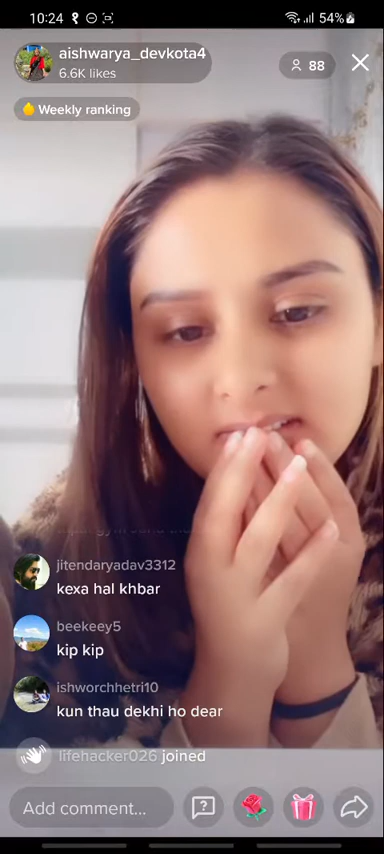 10:24
54%
aishwarya_devkota4
6.6K likes
88
Weekly ranking
jitendaryadav3312
kexa hal khbar
beekeey5
kip kip
ishworchhetri10
kun thau dekhi ho dear
lifehacker026 joined
Add comment...